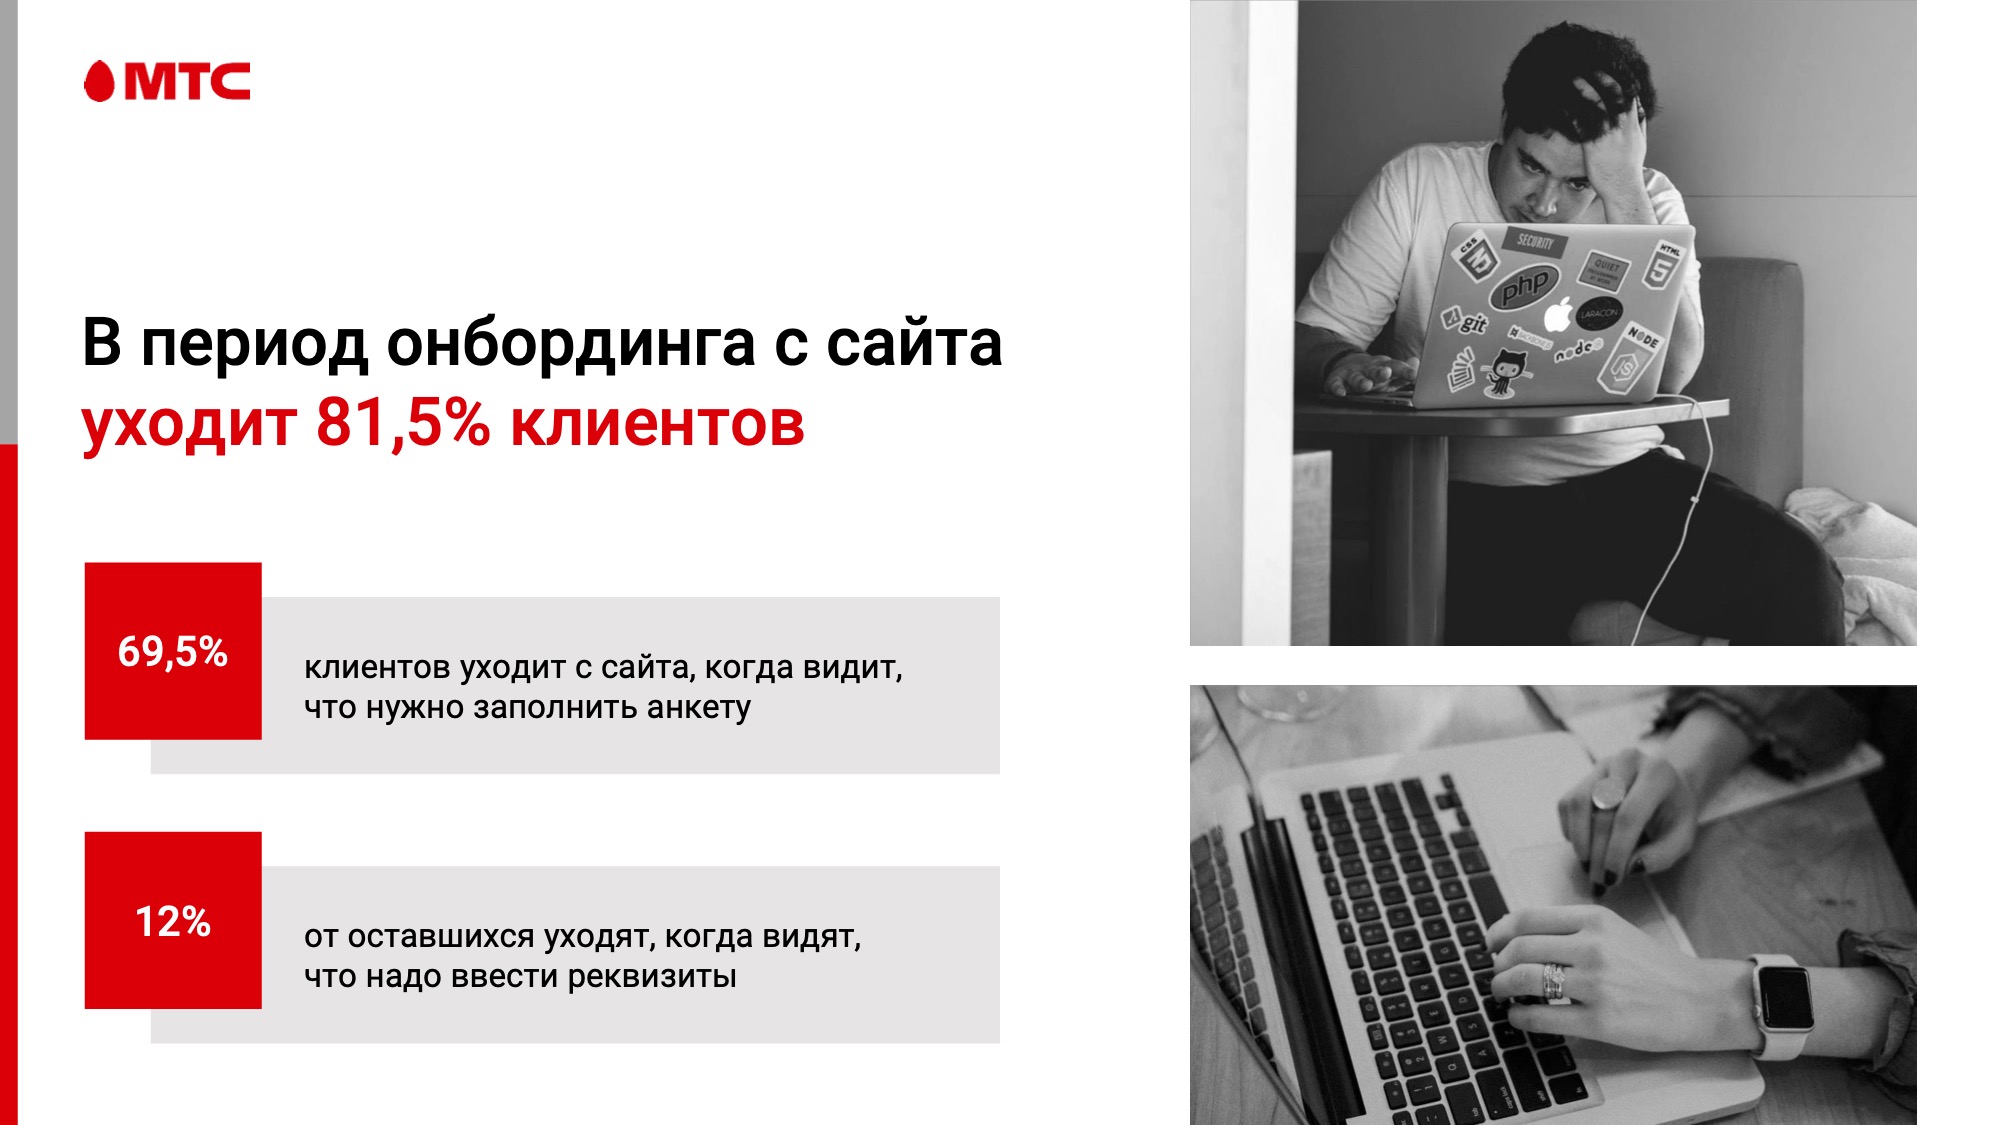 МТС
В период онбординга с сайта
уходит 81,5% клиентов
69,5%
клиентов уходит с сайта, когда видит,
что нужно заполнить анкету
12%
от оставшихся уходят, когда видят,
что надо ввести реквизиты
CSS
SECURITY
HTML
5
QUIET
php
LARACON
git
node
NODE
JS